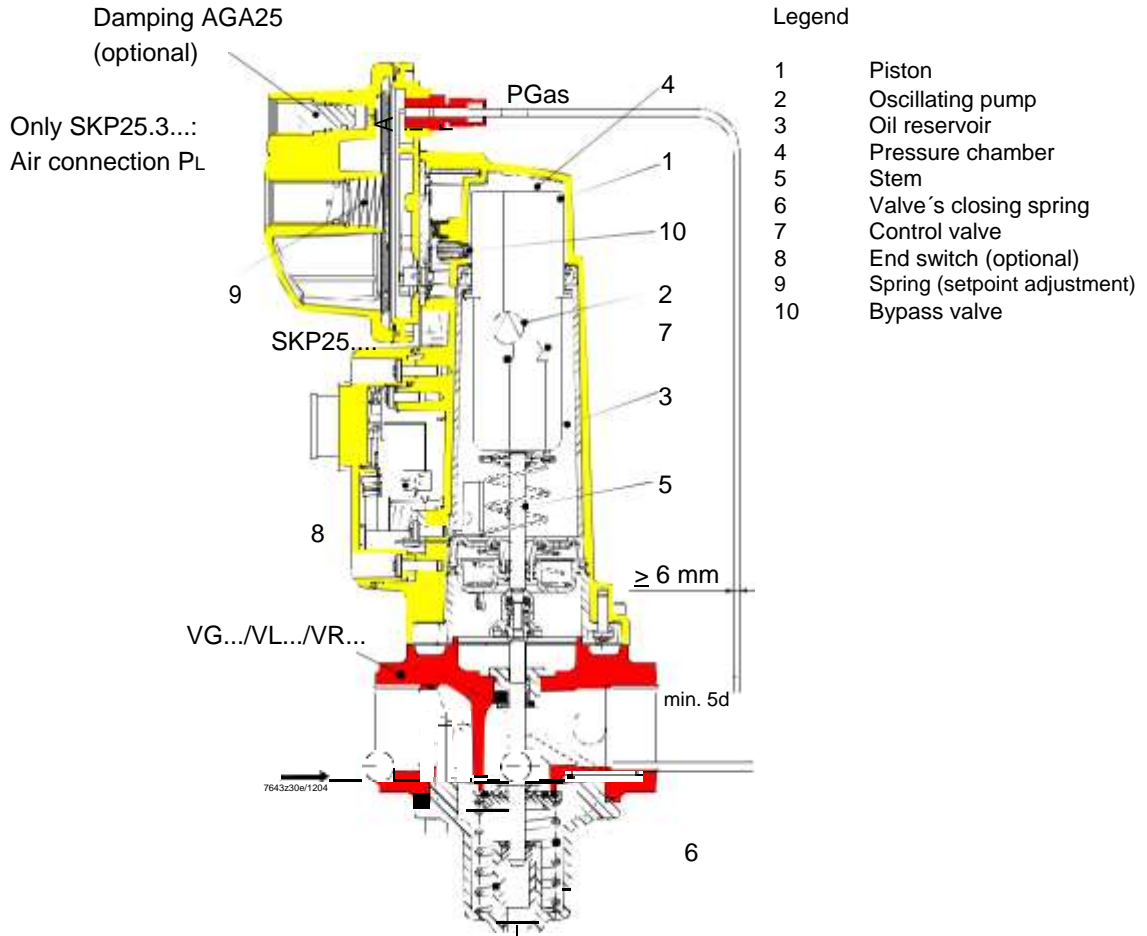 Damping AGA25
(optional)
Only SKP25.3...:
Air connection PL
PGas
4
1
10
2
7
3
5
9
SKP25....
8
≥ 6 mm
VG.../VL.../VR...
min. 5d
7643z30e/1204
6
A
Legend
1 Piston
2 Oscillating pump
3 Oil reservoir
4 Pressure chamber
5 Stem
6 Valve´s closing spring
7 Control valve
8 End switch (optional)
9 Spring (setpoint adjustment)
10 Bypass valve